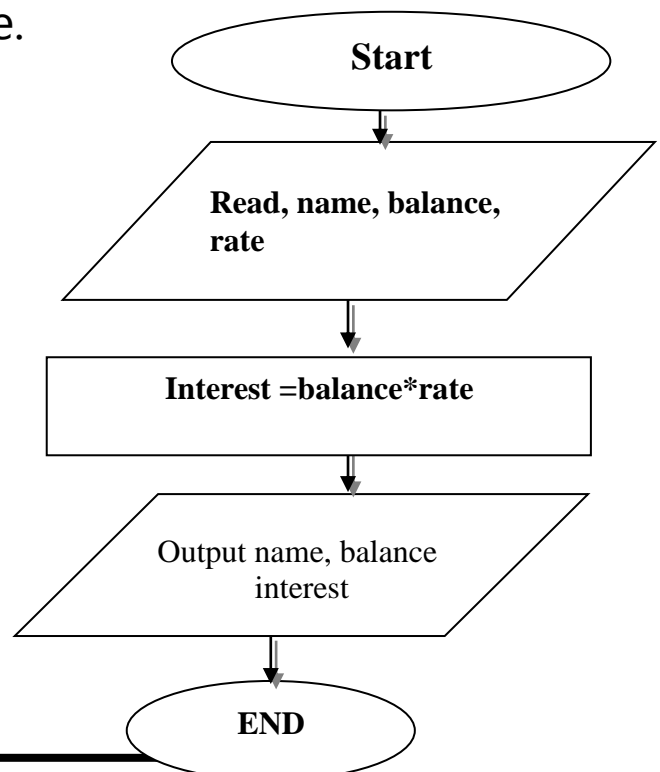 e.
Start
Read, name, balance,
rate
Interest =balance*rate
Output name, balance
interest
END